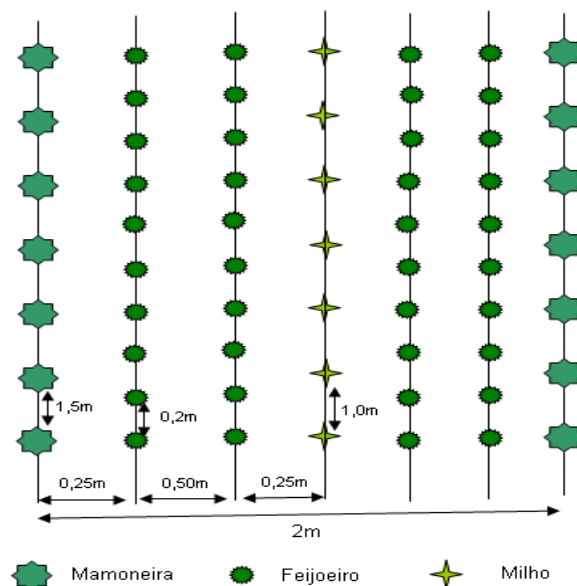 1,5m
0,2m
1,0m
0,25m
0,50m
0,25m
2m
Mamoneira Feijoeiro Milho